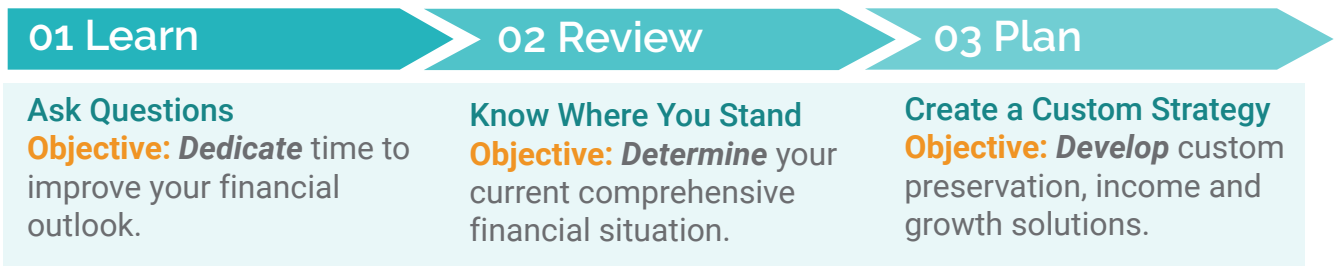 01 Learn
02 Review
03 Plan
Ask Questions
Objective: Dedicate time to
improve your financial
outlook.
Know Where You Stand
Objective: Determine your
current comprehensive
financial situation.
Create a Custom Strategy
Objective: Develop custom
preservation, income and
growth solutions.